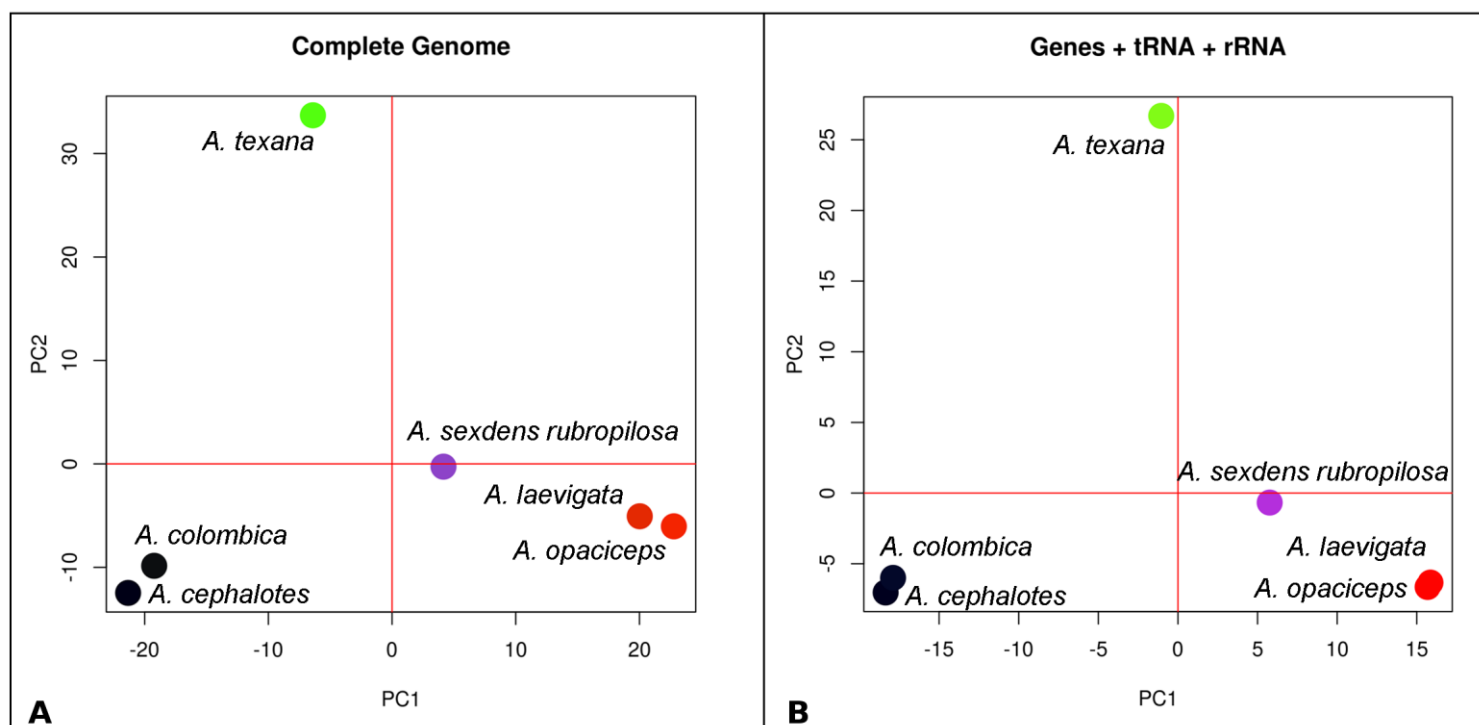 Complete Genome
A. texana
A. sexdens rubropilosa
A. laevigata
A. opaciceps
A. colombica
A. cephalotes
PC2
-10
0
10
20
30
-20
-10
0
10
20
PC1
A
Genes + tRNA + rRNA
A. texana
A. sexdens rubropilosa
A. laevigata
A. opaciceps
A. colombica
A. cephalotes
PC2
-5
0
5
10
15
20
25
-15
-10
-5
0
5
10
15
PC1
B